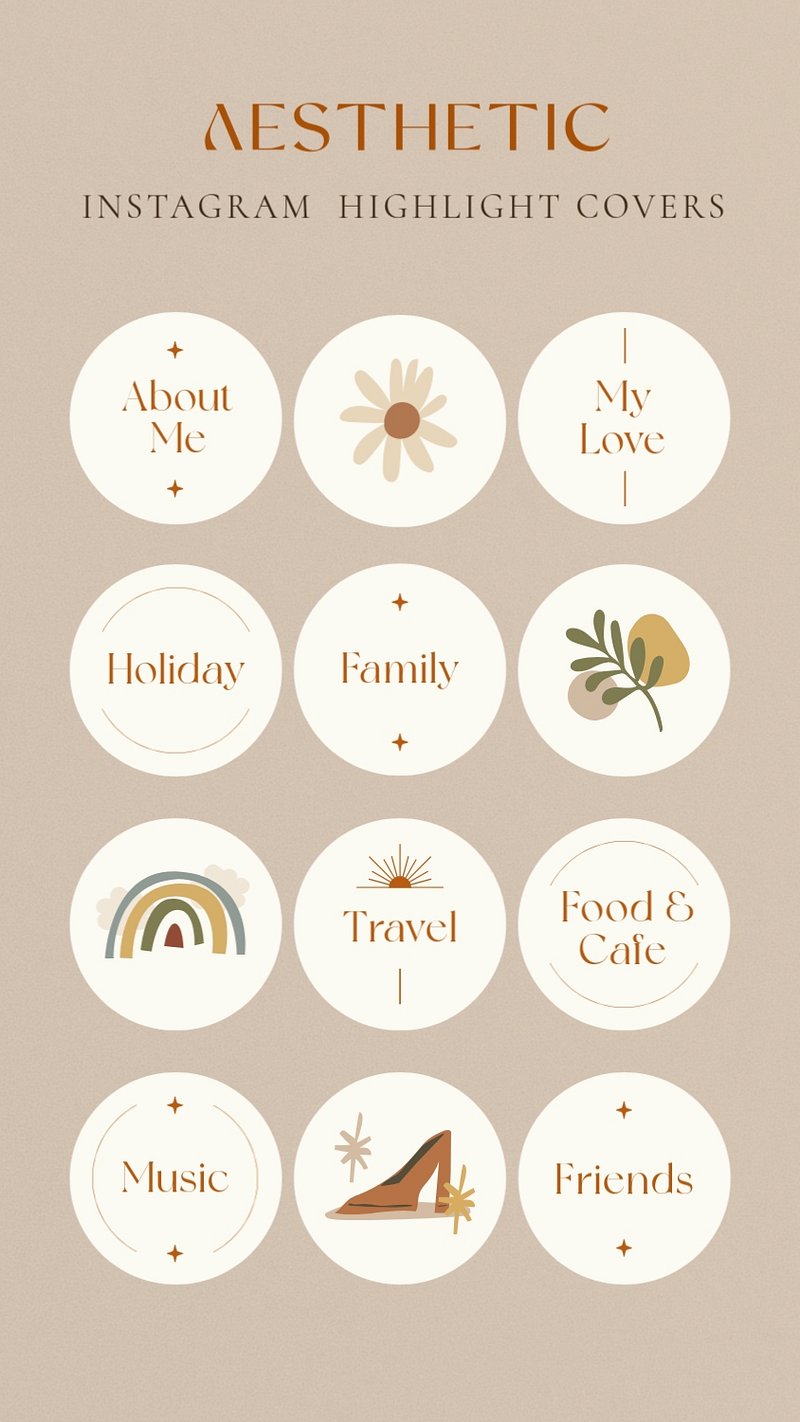 AESTHETIC
INSTAGRAM HIGHLIGHT COVERS
About
Me
My
Love
Holiday
Family
Travel
Food &
Cafe
Music
Friends